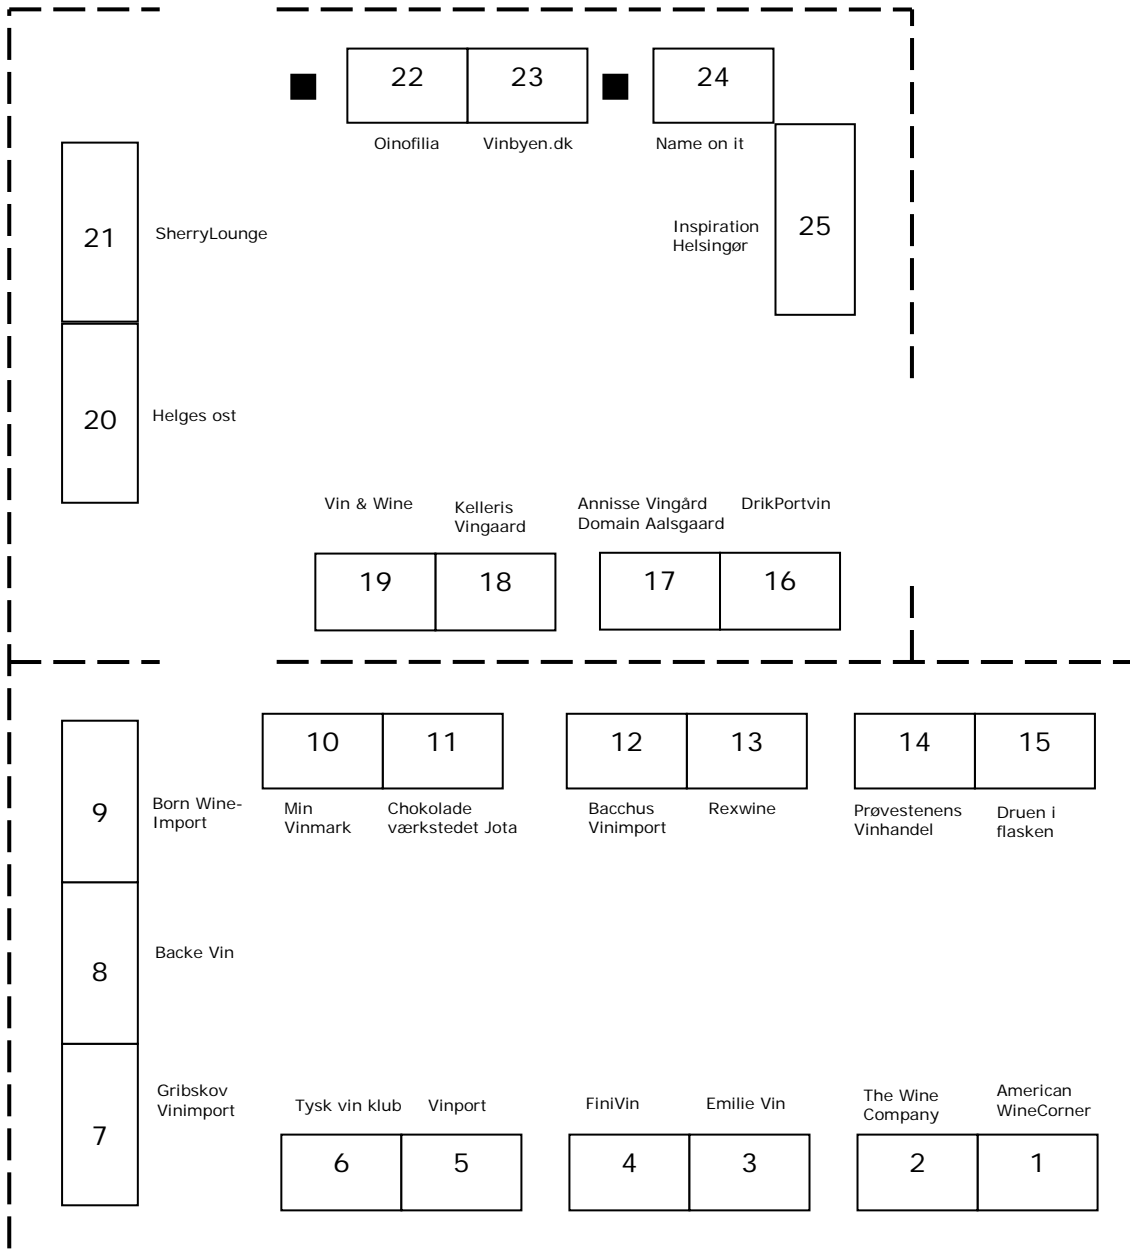 22
23
24
Oinofilia
Vinbyen.dk
Name on it
21
SherryLounge
Inspiration
Helsingør
25
20
Helges ost
Vin & Wine
Kelleris
Vingaard
Annisse Vingård
Domain Aalsgaard
DrikPortvin
19
18
17
16
10
11
12
13
14
15
9
Born Wine-
Import
Min
Vinmark
Chokolade
værkstedet Jota
Bacchus
Vinimport
Rexwine
Prøvestenens
Vinhandel
Druen i
flasken
8
Backe Vin
7
Gribskov
Vinimport
Tysk vin klub
Vinport
FiniVin
Emilie Vin
The Wine
Company
American
WineCorner
6
5
4
3
2
1